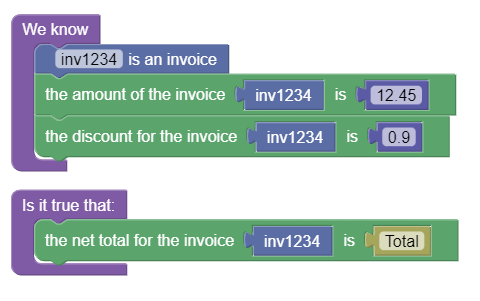 We know
inv1234 is an invoice
the amount of the invoice inv1234 is 12.45
the discount for the invoice inv1234 is 0.9
Is it true that:
the net total for the invoice inv1234 is Total